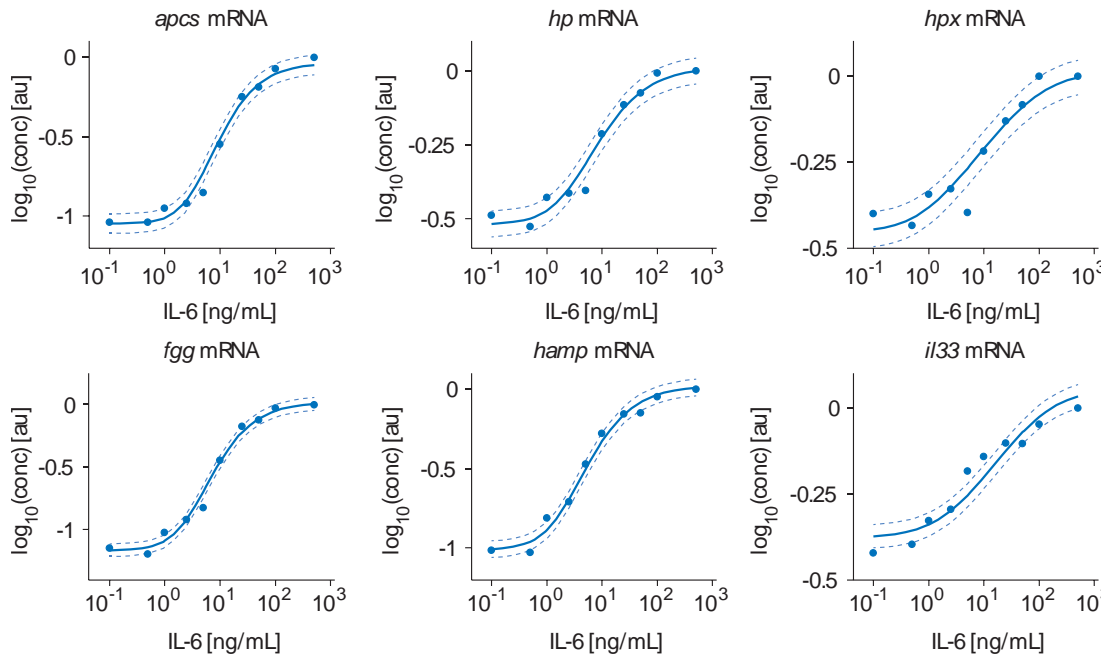 apcs mRNA
hp mRNA
hpx mRNA
log₁₀(conc) [au]
0
-0.5
-1
10⁻¹ 10⁰ 10¹ 10² 10³
IL-6 [ng/mL]
log₁₀(conc) [au]
0
-0.25
-0.5
10⁻¹ 10⁰ 10¹ 10² 10³
IL-6 [ng/mL]
log₁₀(conc) [au]
0
-0.25
-0.5
10⁻¹ 10⁰ 10¹ 10² 10³
IL-6 [ng/mL]
fgg mRNA
hamp mRNA
il33 mRNA
log₁₀(conc) [au]
0
-0.5
-1
10⁻¹ 10⁰ 10¹ 10² 10³
IL-6 [ng/mL]
log₁₀(conc) [au]
0
-0.5
-1
10⁻¹ 10⁰ 10¹ 10² 10³
IL-6 [ng/mL]
log₁₀(conc) [au]
0
-0.25
-0.5
10⁻¹ 10⁰ 10¹ 10² 10³
IL-6 [ng/mL]